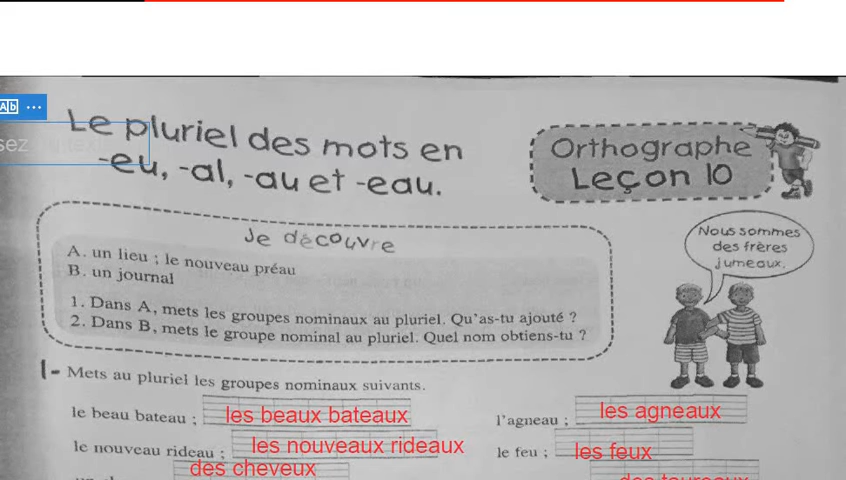 Le pluriel des mots en
-eu, -al, -au et -eau.
Orthographe
Leçon 10
Je découvre
A. un lieu ; le nouveau préau
B. un journal
1. Dans A, mets les groupes nominaux au pluriel. Qu'as-tu ajouté ?
2. Dans B, mets le groupe nominal au pluriel. Quel nom obtiens-tu ?
Nous sommes
des frères
jumeaux.
1- Mets au pluriel les groupes nominaux suivants.
le beau bateau ; les beaux bateaux
l'agneau ; les agneaux
le nouveau rideau ; les nouveaux rideaux
le feu ; les feux
des cheveux
des taureaux